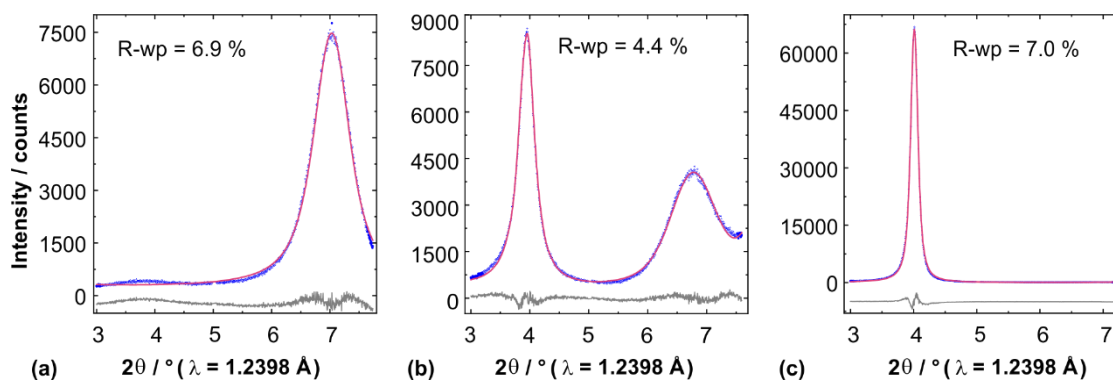 R-wp = 6.9 %
7500
6000
4500
3000
1500
0
Intensity / counts
3 4 5 6 7
(a) 2θ / ° ( λ = 1.2398 Å)
R-wp = 4.4 %
9000
7500
6000
4500
3000
1500
0
3 4 5 6 7
(b) 2θ / ° ( λ = 1.2398 Å)
R-wp = 7.0 %
60000
45000
30000
15000
0
3 4 5 6 7
(c) 2θ / ° ( λ = 1.2398 Å)